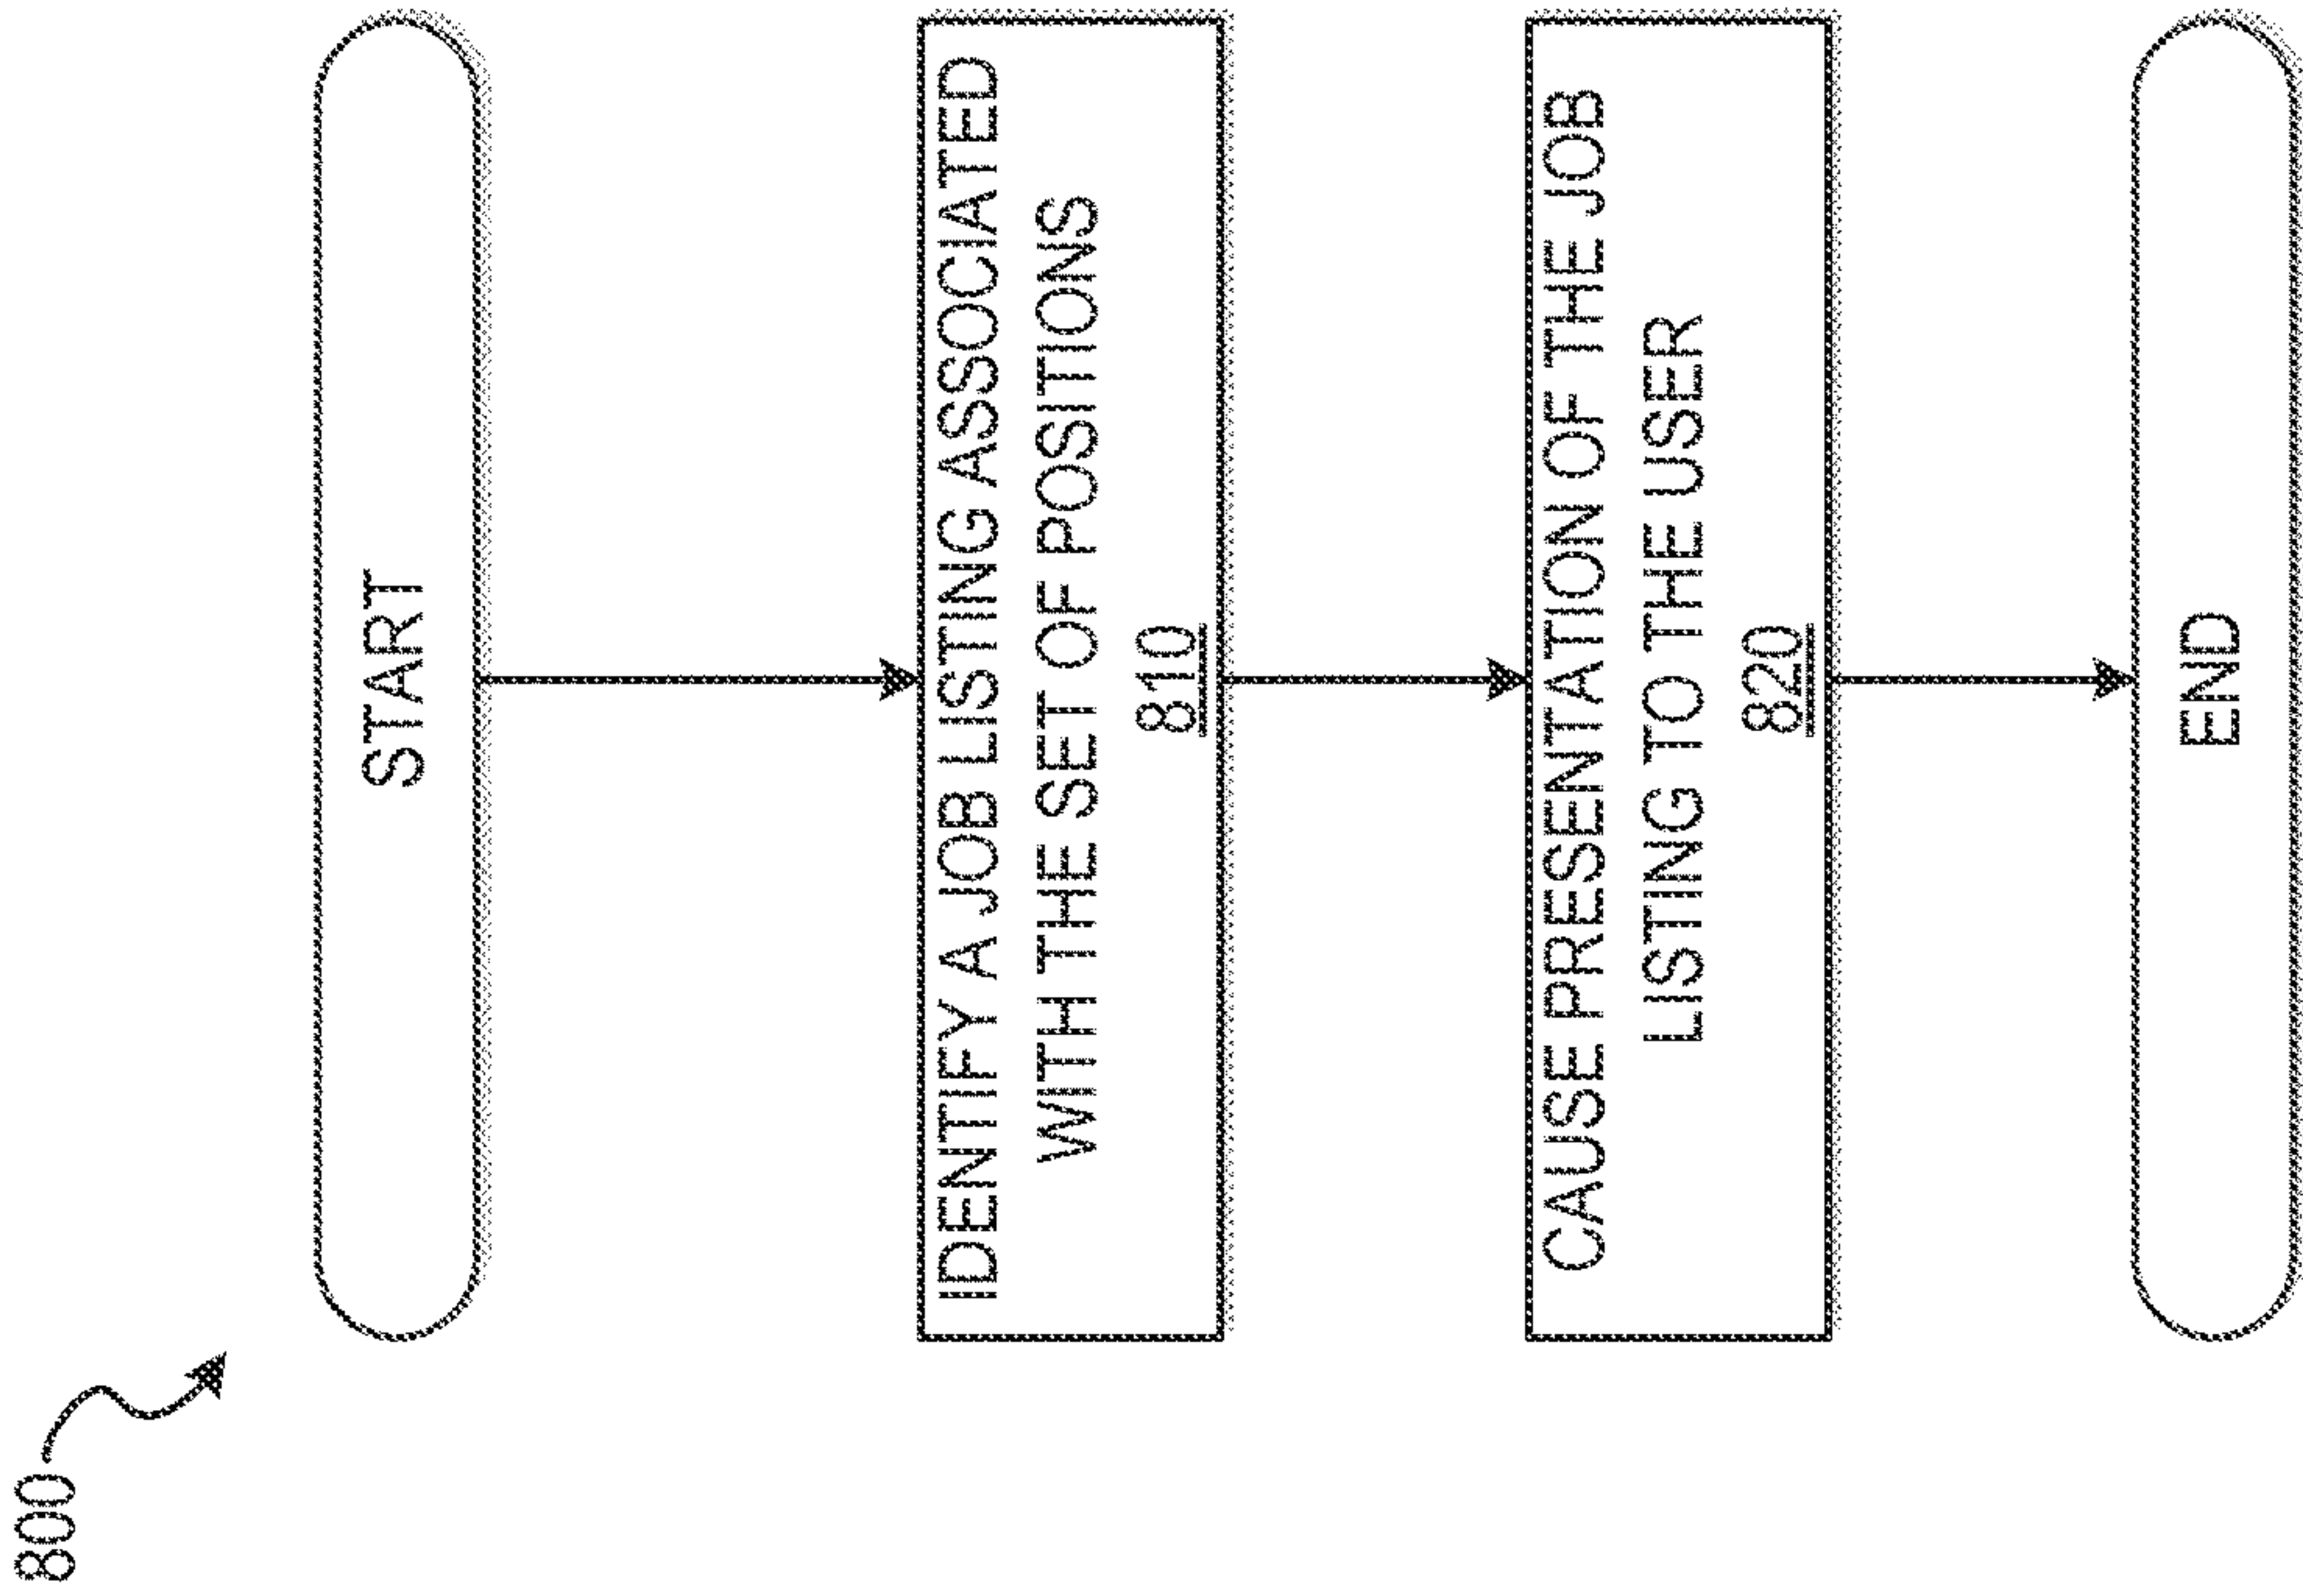 800
START
IDENTIFY A JOB LISTING ASSOCIATED
WITH THE SET OF POSITIONS
810
CAUSE PRESENTATION OF THE JOB
LISTING TO THE USER
820
END